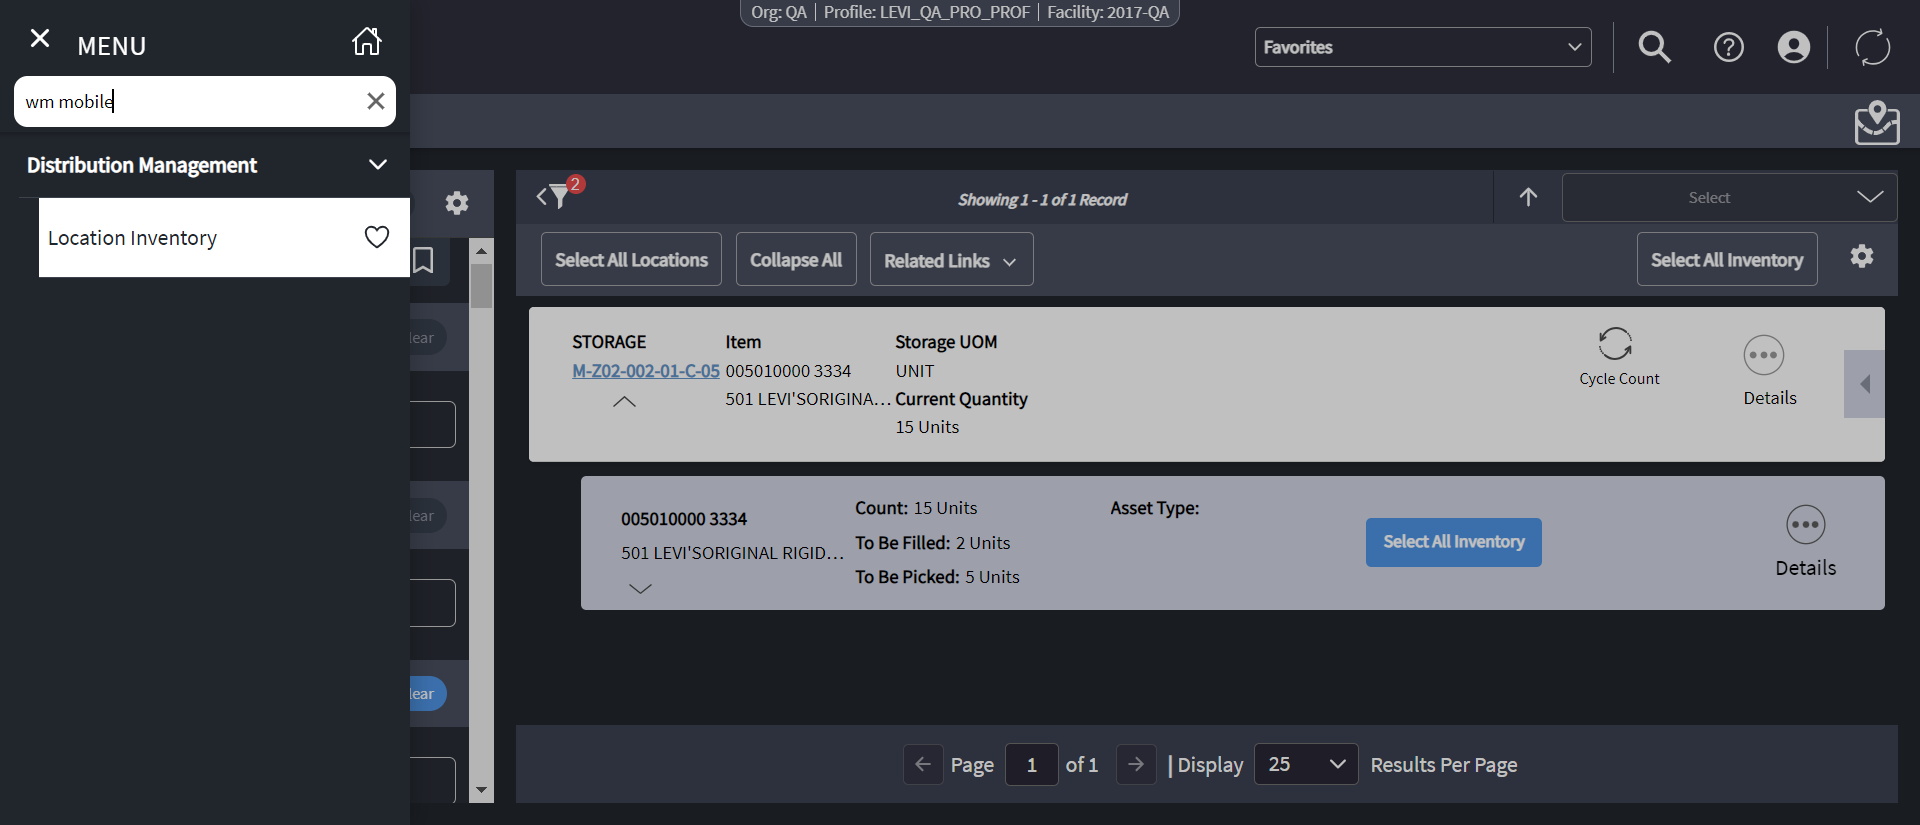 Org: QA | Profile: LEVI_QA_PRO_PROF | Facility: 2017-QA
MENU
Favorites
wm mobile
Distribution Management
Location Inventory
2
Showing 1 - 1 of 1 Record
Select
Select All Locations
Collapse All
Related Links
Select All Inventory
lear
lear
lear
STORAGE
M-Z02-002-01-C-05
Item
005010000 3334
501 LEVI'SORIGINA...
Storage UOM
UNIT
Current Quantity
15 Units
Cycle Count
Details
005010000 3334
501 LEVI'SORIGINAL RIGID...
Count: 15 Units
To Be Filled: 2 Units
To Be Picked: 5 Units
Asset Type:
Select All Inventory
Details
Page 1 of 1 | Display 25 Results Per Page